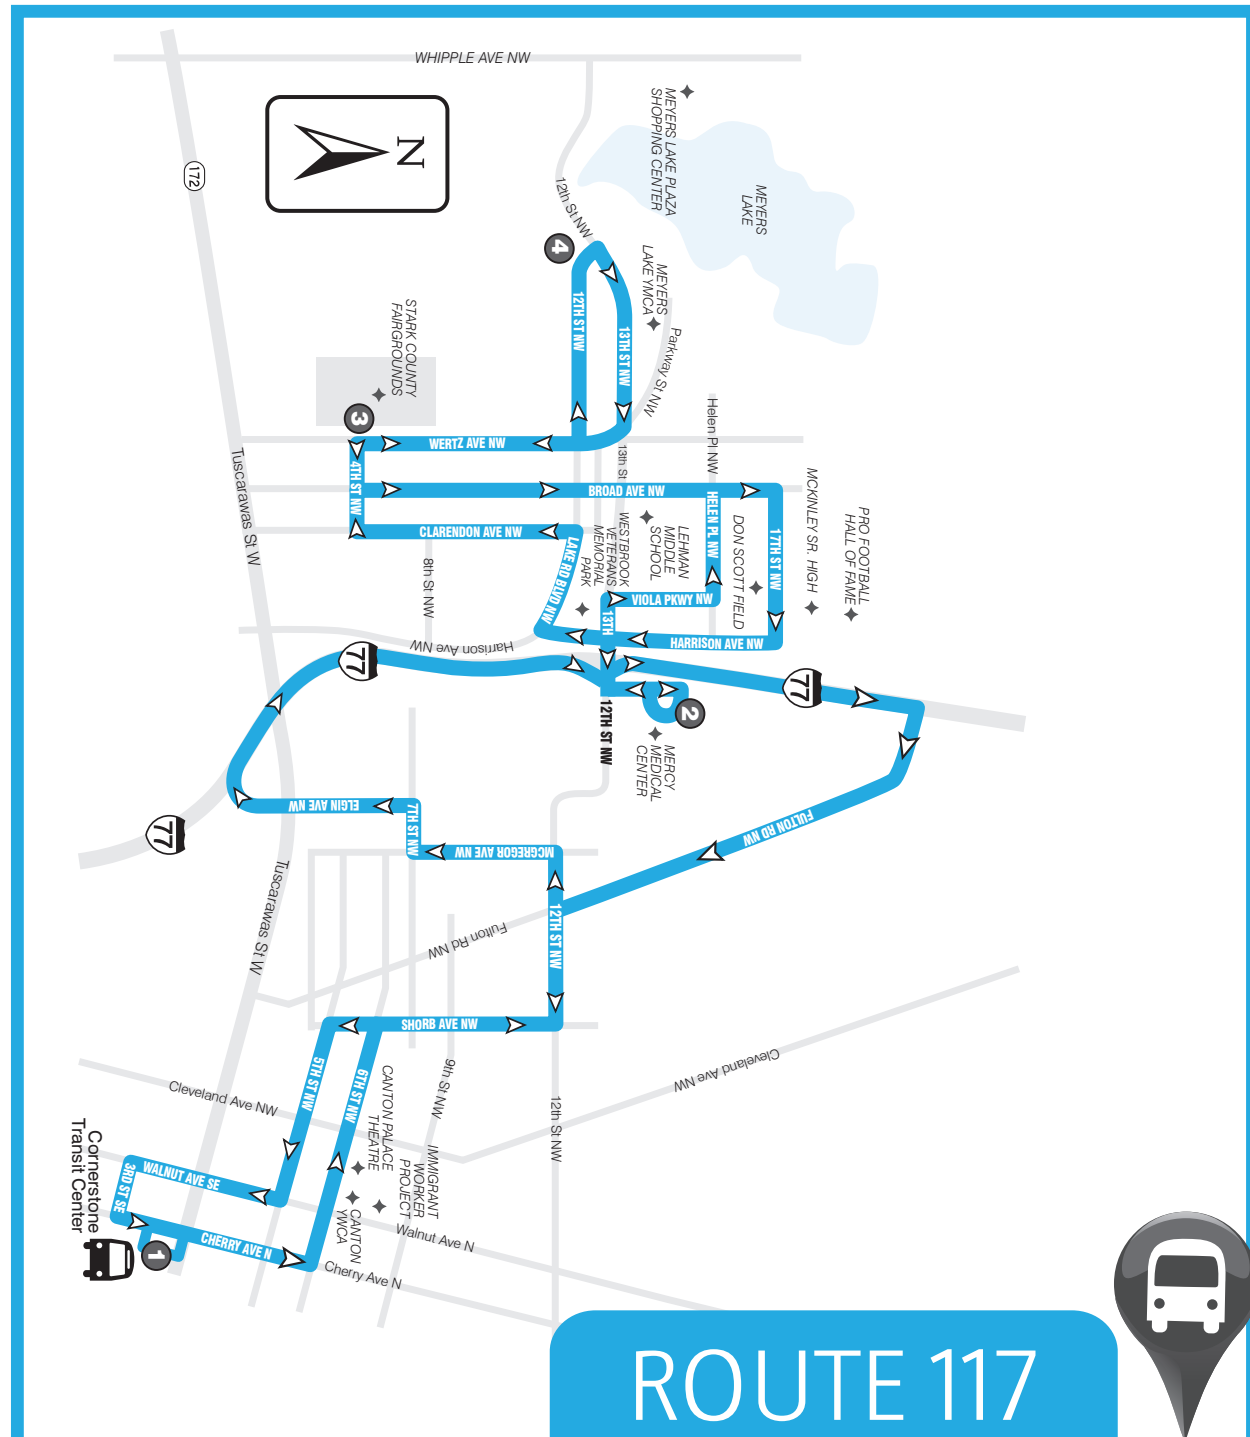 WHIPPLE AVE NW
N
172
MEYERS LAKE PLAZA
SHOPPING CENTER
MEYERS
LAKE
12th St NW
4
MEYERS
LAKE YMCA
12TH ST NW
13TH ST NW
Parkway St NW
STARK COUNTY
FAIRGROUNDS
3
WERTZ AVE NW
Helen Pl NW
13th St
Tuscarawas St W
4TH ST NW
BROAD AVE NW
HELEN PL NW
17TH ST NW
MCKINLEY SR. HIGH
PRO FOOTBALL
HALL OF FAME
CLARENDON AVE NW
LAKE RD BLVD NW
WESTBROOK
VETERANS
MEMORIAL
PARK
LEHMAN
MIDDLE
SCHOOL
DON SCOTT FIELD
8th St NW
VIOLA PKWY NW
13TH
HARRISON AVE NW
Harrison Ave NW
77
77
2
12TH ST NW
MERCY
MEDICAL
CENTER
77
ELGIN AVE NW
7TH ST NW
MCGREGOR AVE NW
FULTON RD NW
Tuscarawas St W
Fulton Rd NW
12TH ST NW
SHORB AVE NW
5TH ST NW
6TH ST NW
CANTON PALACE
THEATRE
9th St NW
12th St NW
Cleveland Ave NW
Cleveland Ave NW
IMMIGRANT
WORKER
PROJECT
CANTON
YWCA
Cornerstone
Transit Center
3RD ST SE
WALNUT AVE SE
1
CHERRY AVE N
Walnut Ave N
Cherry Ave N
ROUTE 117